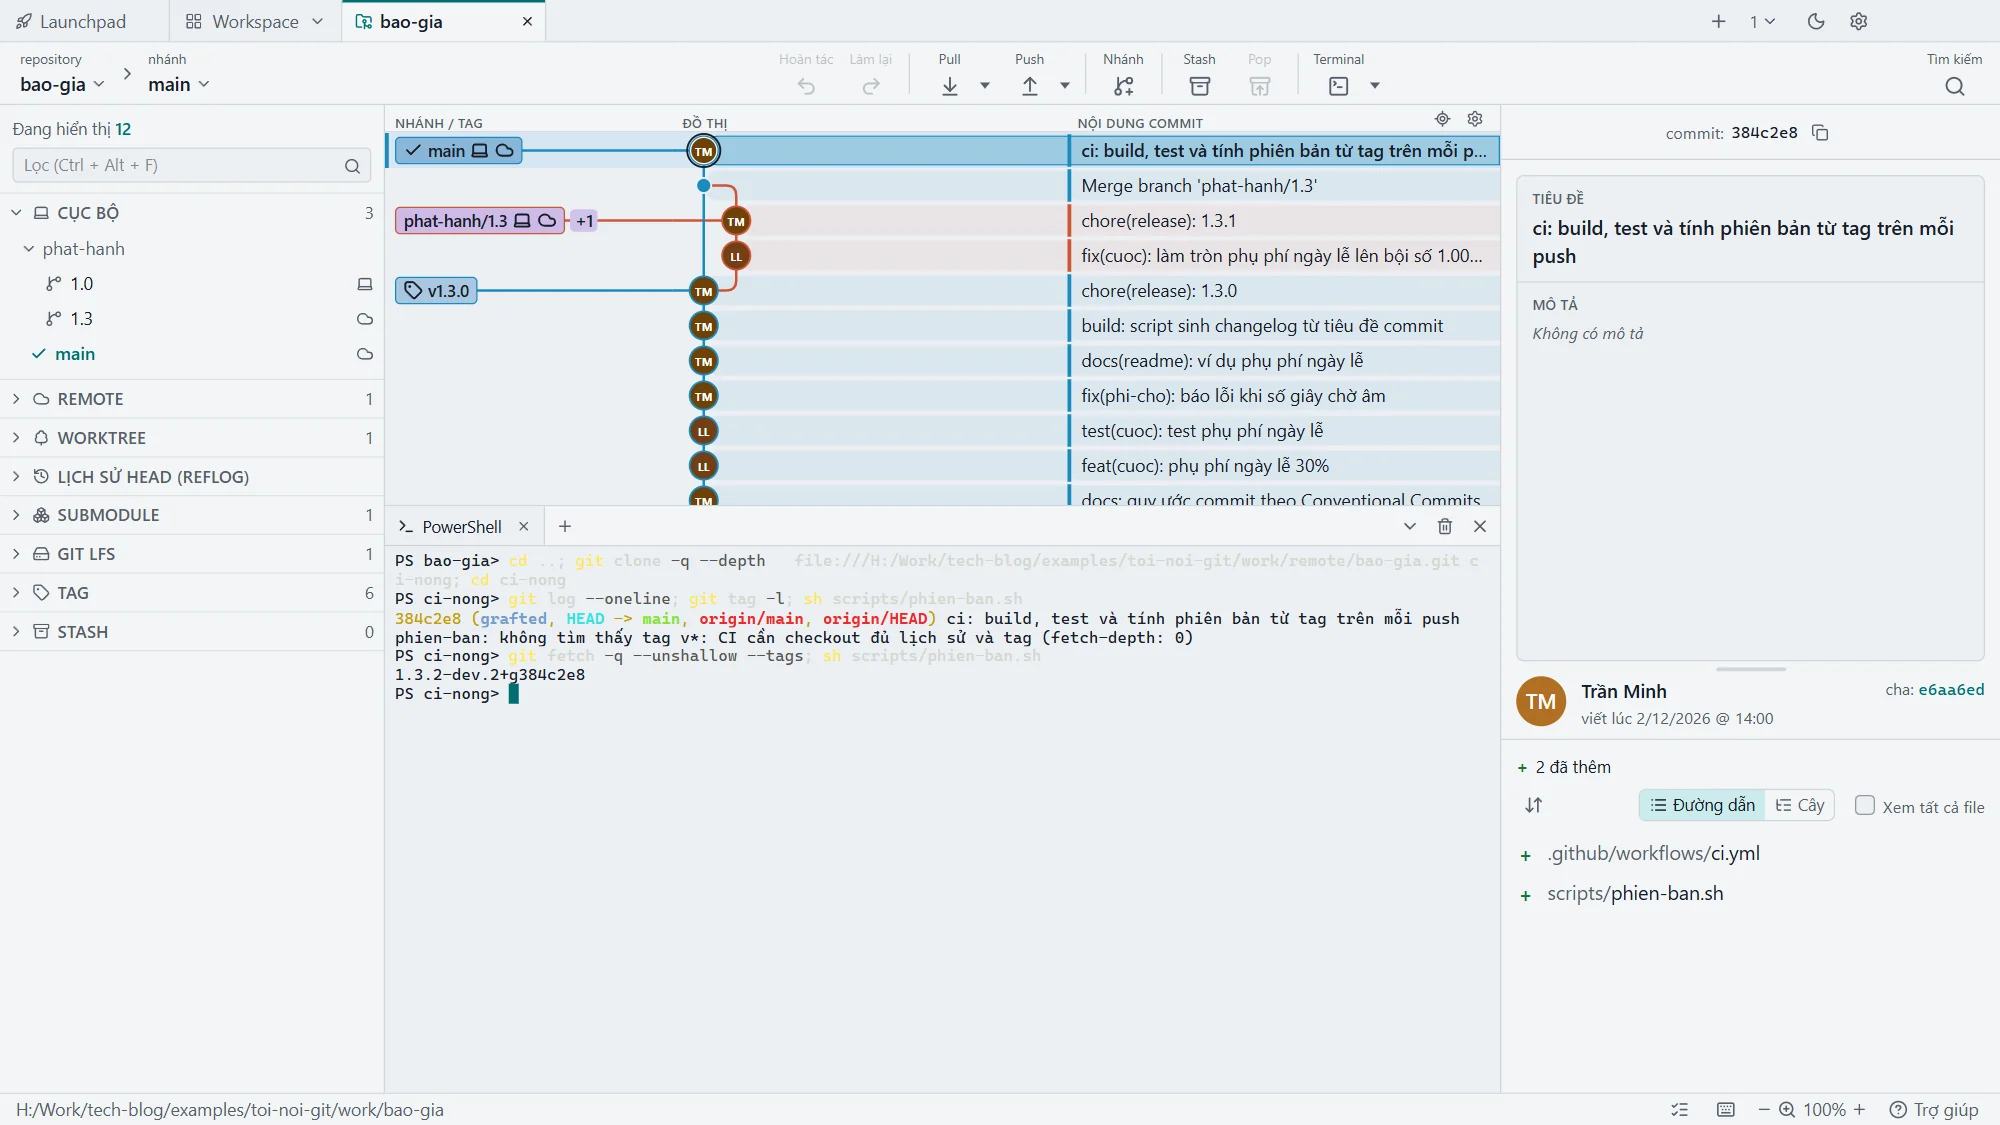 Launchpad
Workspace
bao-gia
1
repository
bao-gia
nhánh
main
Hoàn tác
Làm lại
Pull
Push
Nhánh
Stash
Pop
Terminal
Tìm kiếm
Đang hiển thị 12
Lọc (Ctrl + Alt + F)
CỤC BỘ 3
phat-hanh
1.0
1.3
main
REMOTE 1
WORKTREE 1
LỊCH SỬ HEAD (REFLOG)
SUBMODULE 1
GIT LFS 1
TAG 6
STASH 0
NHÁNH / TAG
ĐỒ THỊ
NỘI DUNG COMMIT
main TM ci: build, test và tính phiên bản từ tag trên mỗi p...
Merge branch 'phat-hanh/1.3'
phat-hanh/1.3 +1 TM chore(release): 1.3.1
LL fix(cuoc): làm tròn phụ phí ngày lễ lên bội số 1.00...
v1.3.0 TM chore(release): 1.3.0
TM build: script sinh changelog từ tiêu đề commit
TM docs(readme): ví dụ phụ phí ngày lễ
TM fix(phi-cho): báo lỗi khi số giây chờ âm
LL test(cuoc): test phụ phí ngày lễ
LL feat(cuoc): phụ phí ngày lễ 30%
TM docs: quy ước commit theo Conventional Commits
PowerShell
PS bao-gia> cd ..; git clone -q --depth file:///H:/Work/tech-blog/examples/toi-noi-git/work/remote/bao-gia.git c
i-nong; cd ci-nong
PS ci-nong> git log --oneline; git tag -l; sh scripts/phien-ban.sh
384c2e8 (grafted, HEAD -> main, origin/main, origin/HEAD) ci: build, test và tính phiên bản từ tag trên mỗi push
phien-ban: không tìm thấy tag v*: CI cần checkout đủ lịch sử và tag (fetch-depth: 0)
PS ci-nong> git fetch -q --unshallow --tags; sh scripts/phien-ban.sh
1.3.2-dev.2+g384c2e8
PS ci-nong>
commit: 384c2e8
TIÊU ĐỀ
ci: build, test và tính phiên bản từ tag trên mỗi
push
MÔ TẢ
Không có mô tả
TM
Trần Minh
cha: e6aa6ed
viết lúc 2/12/2026 @ 14:00
+ 2 đã thêm
Đường dẫn
Cây
Xem tất cả file
+ .github/workflows/ci.yml
+ scripts/phien-ban.sh
H:/Work/tech-blog/examples/toi-noi-git/work/bao-gia
100%
Trợ giúp